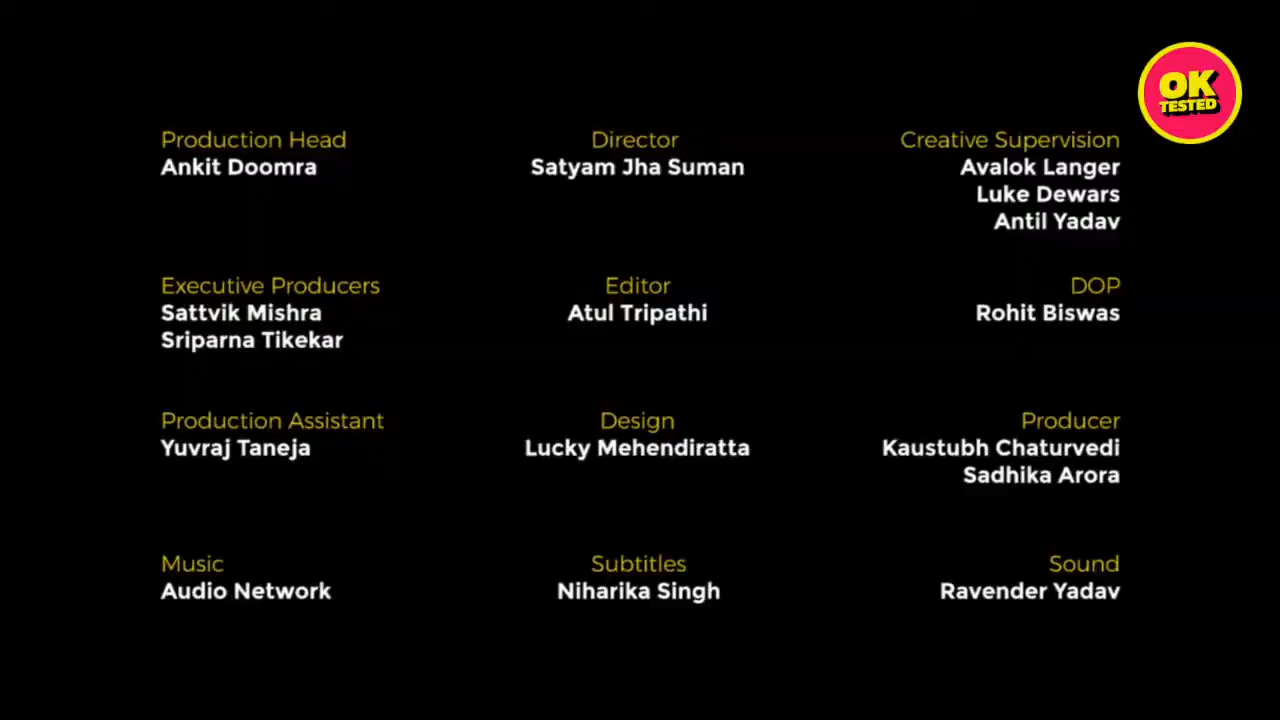 OK
TESTED
Production Head
Ankit Doomra
Director
Satyam Jha Suman
Creative Supervision
Avalok Langer
Luke Dewars
Antil Yadav
Executive Producers
Sattvik Mishra
Sriparna Tikekar
Editor
Atul Tripathi
DOP
Rohit Biswas
Production Assistant
Yuvraj Taneja
Design
Lucky Mehendiratta
Producer
Kaustubh Chaturvedi
Sadhika Arora
Music
Audio Network
Subtitles
Niharika Singh
Sound
Ravender Yadav